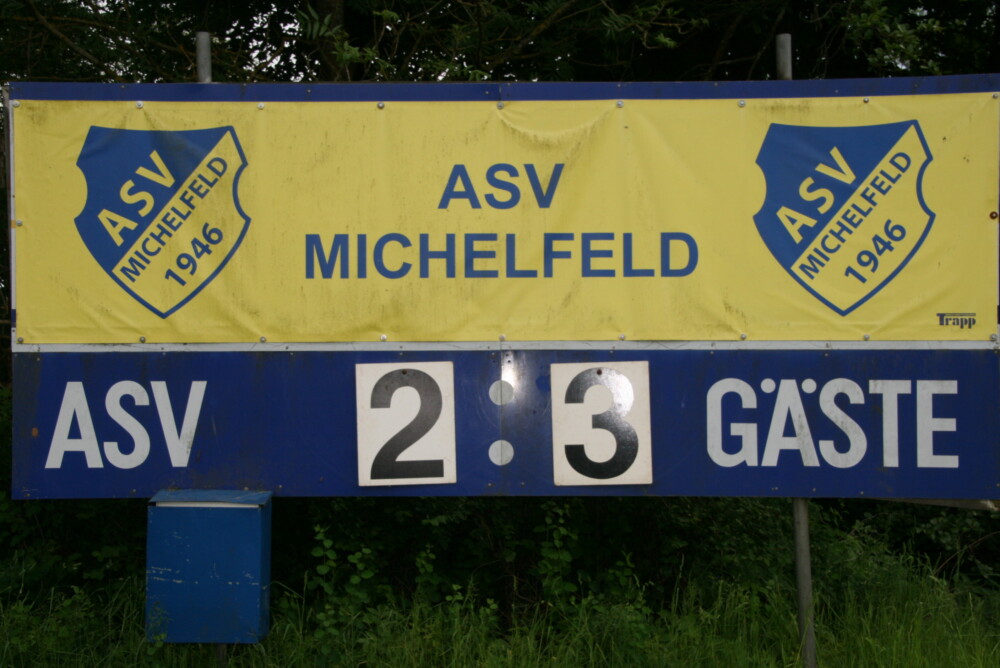 ASV
MICHELFELD
1946
ASV
MICHELFELD
ASV
MICHELFELD
1946
Trapp
ASV 2:3 GÄSTE